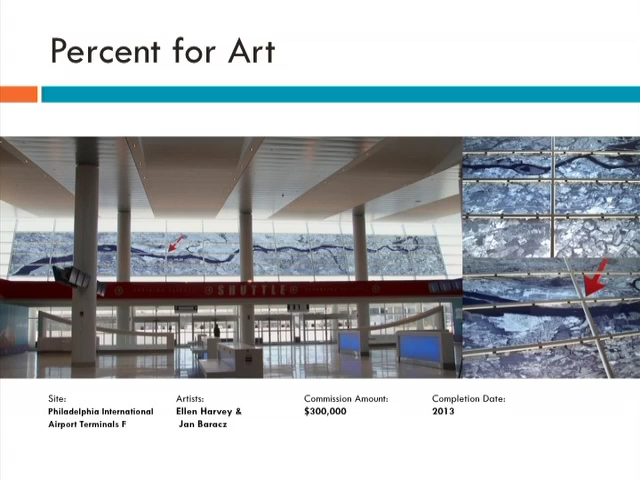 Percent for Art
SHUTTLE
Site:
Philadelphia International
Airport Terminals F
Artists:
Ellen Harvey &
Jan Baracz
Commission Amount:
$300,000
Completion Date:
2013